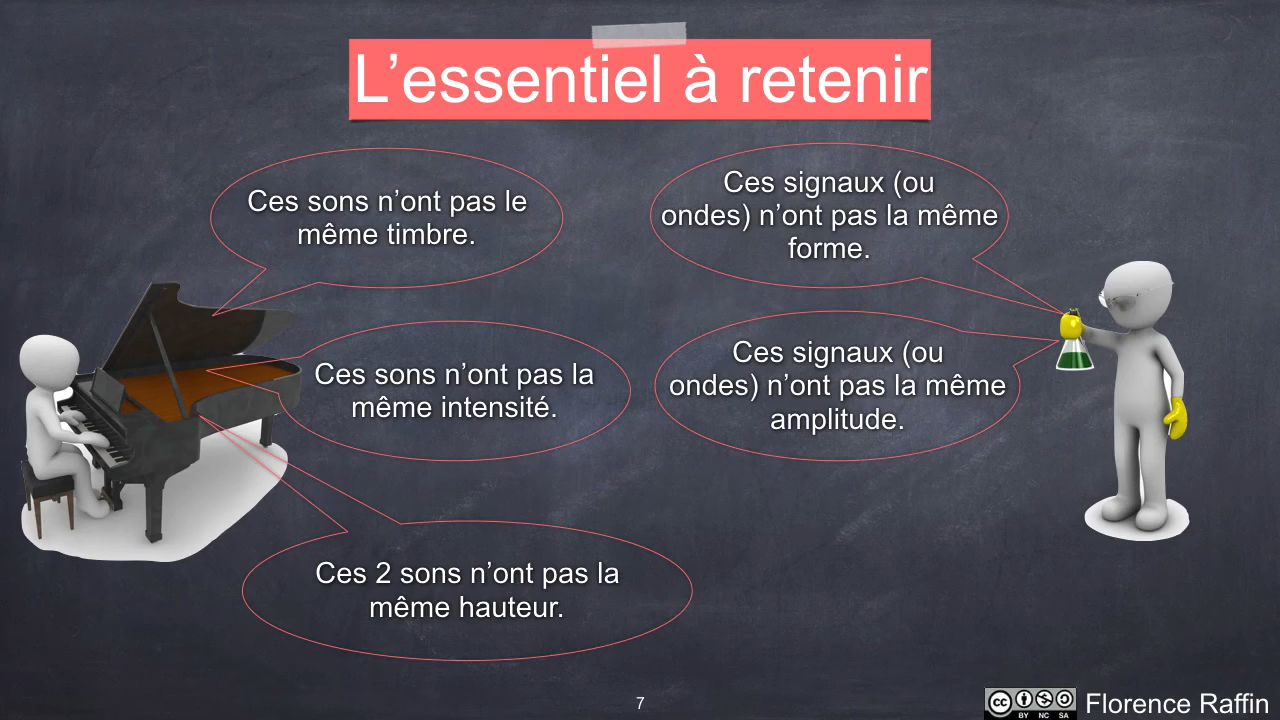 L’essentiel à retenir
Ces sons n’ont pas le
même timbre.
Ces signaux (ou
ondes) n’ont pas la même
forme.
Ces sons n’ont pas la
même intensité.
Ces signaux (ou
ondes) n’ont pas la même
amplitude.
Ces 2 sons n’ont pas la
même hauteur.
7
cc
BY NC SA
Florence Raffin